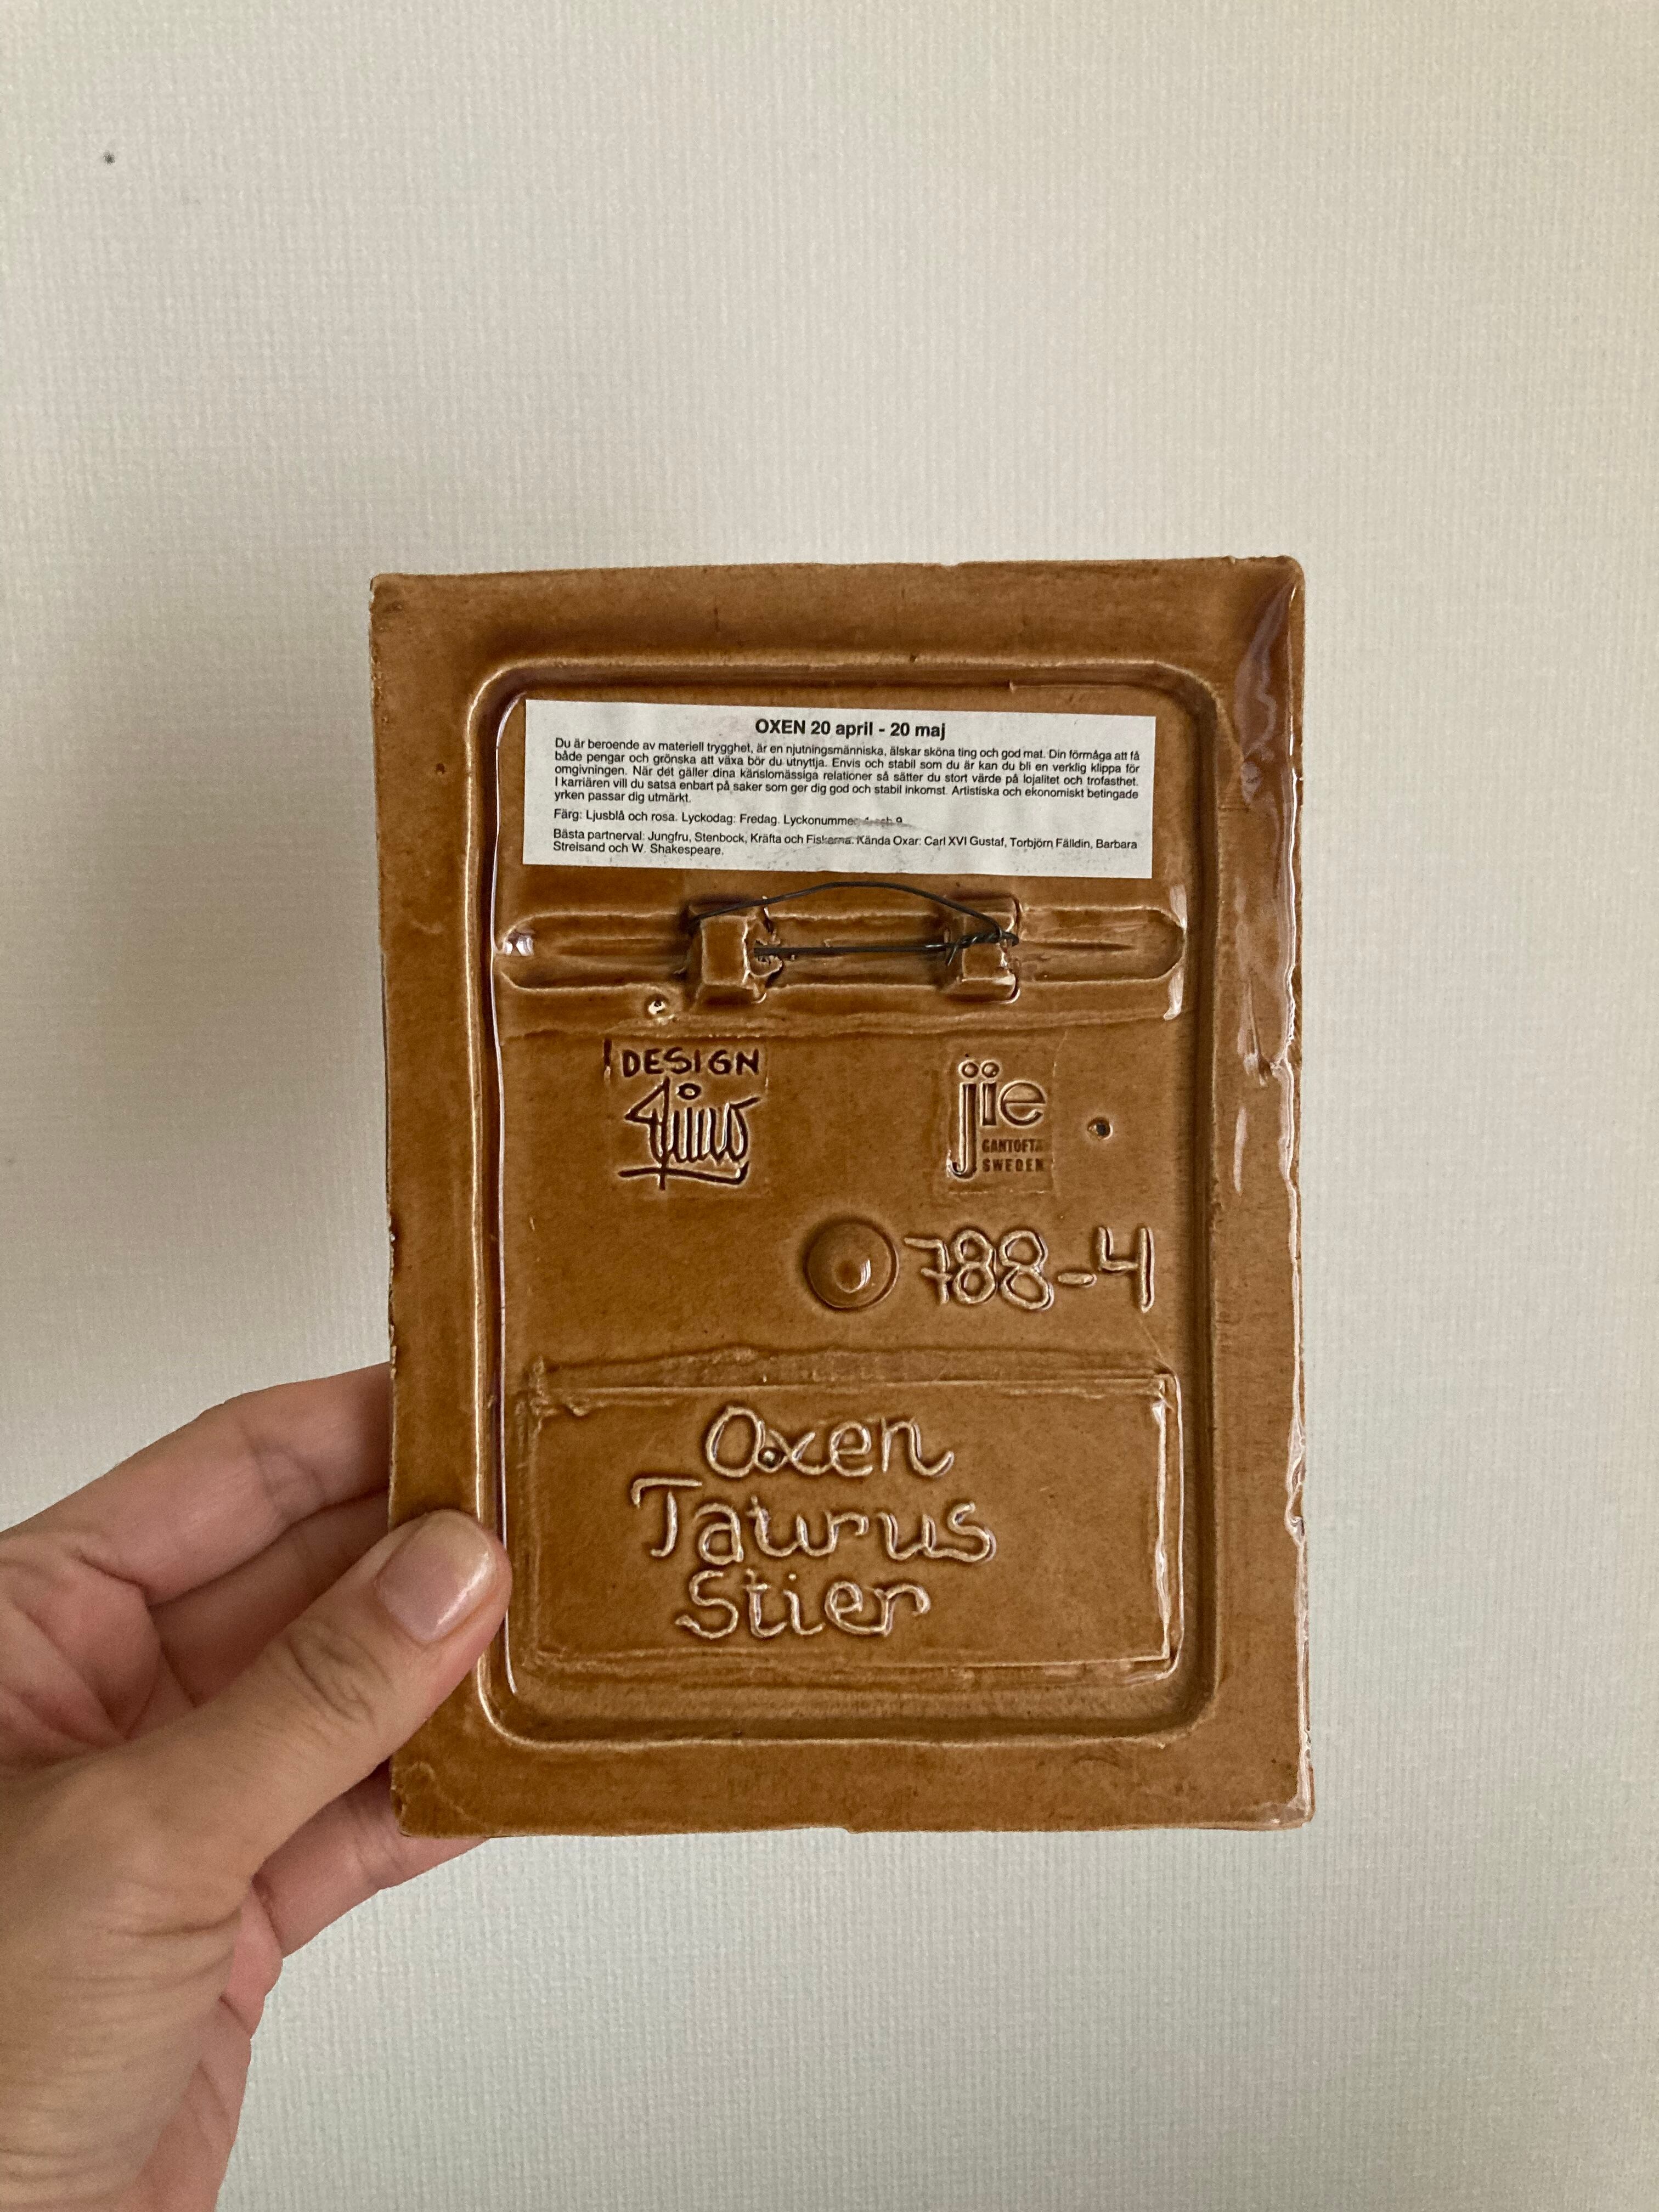 OXEN 20 april - 20 maj
Du är beroende av materiell trygghet, är en njutningsmänniska, älskar sköna ting och god mat. Din förmåga att få
både pengar och grönska att växa bör du utnyttja. Envis och stabil som du är kan du bli en verklig klippa för
omgivningen. När det gäller dina känslomässiga relationer så sätter du stort värde på lojalitet och trofasthet.
I karriären vill du satsa enbart på saker som ger dig god och stabil inkomst. Artistiska och ekonomiskt betingade
yrken passar dig utmärkt.
Färg: Ljusblå och rosa. Lyckodag: Fredag. Lyckonummer
Bästa partnerval: Jungfru, Stenbock, Kräfta och Fiskarna. Kända Oxar: Carl XVI Gustaf, Torbjörn Fälldin, Barbara
Streisand och W. Shakespeare.
DESIGN
jie
GANTOFTA
SWEDEN
788-4
Oxen
Taurus
Stier